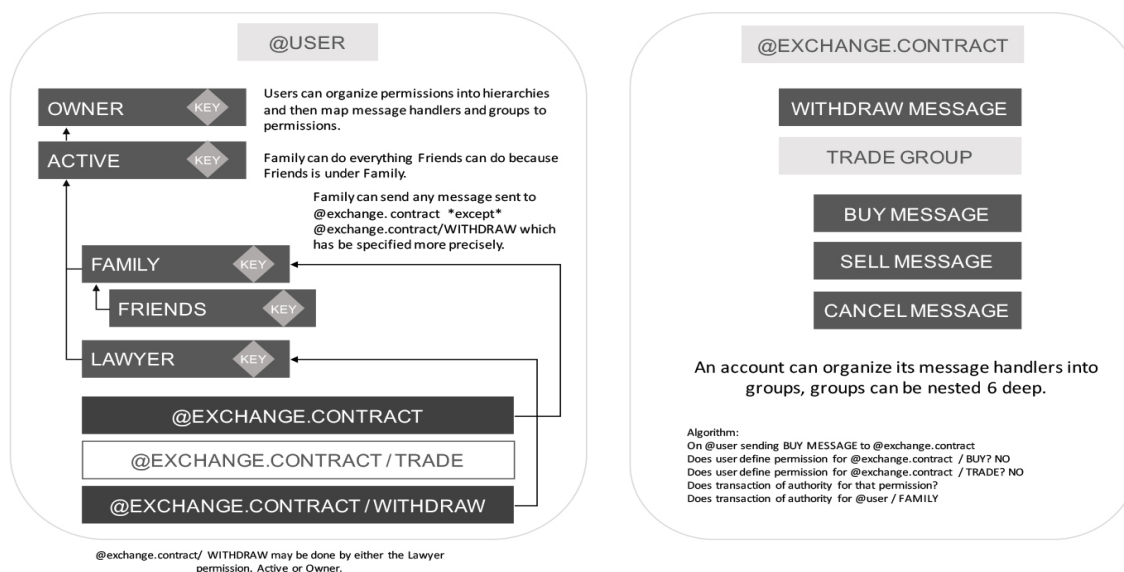 @USER
OWNER KEY
ACTIVE KEY
Users can organize permissions into hierarchies
and then map message handlers and groups to
permissions.
Family can do everything Friends can do because
Friends is under Family.
Family can send any message sent to
@exchange. contract *except*
@exchange.contract/WITHDRAW which
has be specified more precisely.
FAMILY KEY
FRIENDS KEY
LAWYER KEY
@EXCHANGE.CONTRACT
@EXCHANGE.CONTRACT / TRADE
@EXCHANGE.CONTRACT / WITHDRAW
@exchange.contract/ WITHDRAW may be done by either the Lawyer
permission, Active or Owner.
@EXCHANGE.CONTRACT
WITHDRAW MESSAGE
TRADE GROUP
BUY MESSAGE
SELL MESSAGE
CANCEL MESSAGE
An account can organize its message handlers into
groups, groups can be nested 6 deep.
Algorithm:
On @user sending BUY MESSAGE to @exchange.contract
Does user define permission for @exchange.contract / BUY? NO
Does user define permission for @exchange.contract / TRADE? NO
Does transaction of authority for that permission?
Does transaction of authority for @user / FAMILY